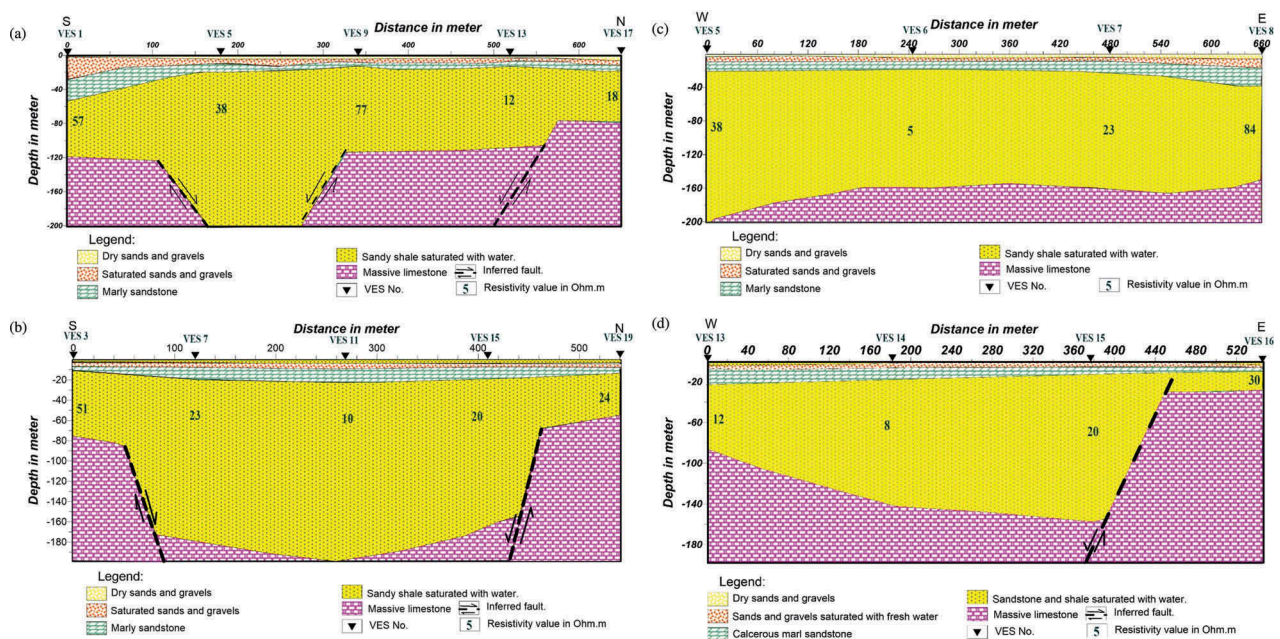 (a)
S Distance in meter N
VES 1 VES 5 VES 9 VES 13 VES 17
0 100 200 300 400 500 600
Depth in meter
0
-40
-80
-120
-160
-200
57 38 77 12 18
Legend:
Dry sands and gravels
Saturated sands and gravels
Marly sandstone
Sandy shale saturated with water.
Massive limestone Inferred fault.
VES No. 5 Resistivity value in Ohm.m
(b)
S Distance in meter N
VES 3 VES 7 VES 11 VES 15 VES 19
0 100 200 300 400
Depth in meter
-20
-40
-60
-80
-100
-120
-140
-160
-180
51 23 10 20 24
Legend:
Dry sands and gravels
Saturated sands and gravels
Marly sandstone
Sandy shale saturated with water.
Massive limestone Inferred fault.
VES No. 5 Resistivity value in Ohm.m
(c)
W Distance in meter E
VES 5 VES 6 VES 7 VES 8
0 80 160 240 300 360 420 480 540 600 660
Depth in meter
0
-40
-80
-120
-160
-200
38 5 23 84
Legend:
Dry sands and gravels
Saturated sands and gravels
Marly sandstone
Sandy shale saturated with water.
Massive limestone Inferred fault.
VES No. 5 Resistivity value in Ohm.m
(d)
W Distance in meter E
VES 13 VES 14 VES 15 VES 16
0 40 80 120 160 200 240 280 320 360 400 440 480 520
Depth in meter
0
-20
-60
-100
-140
-180
12 8 20 30
Legend:
Dry sands and gravels
Sands and gravels saturated with fresh water
Calcerous marl sandstone
Sandstone and shale saturated with water.
Massive limestone Inferred fault.
VES No. 5 Resistivity value in Ohm.m